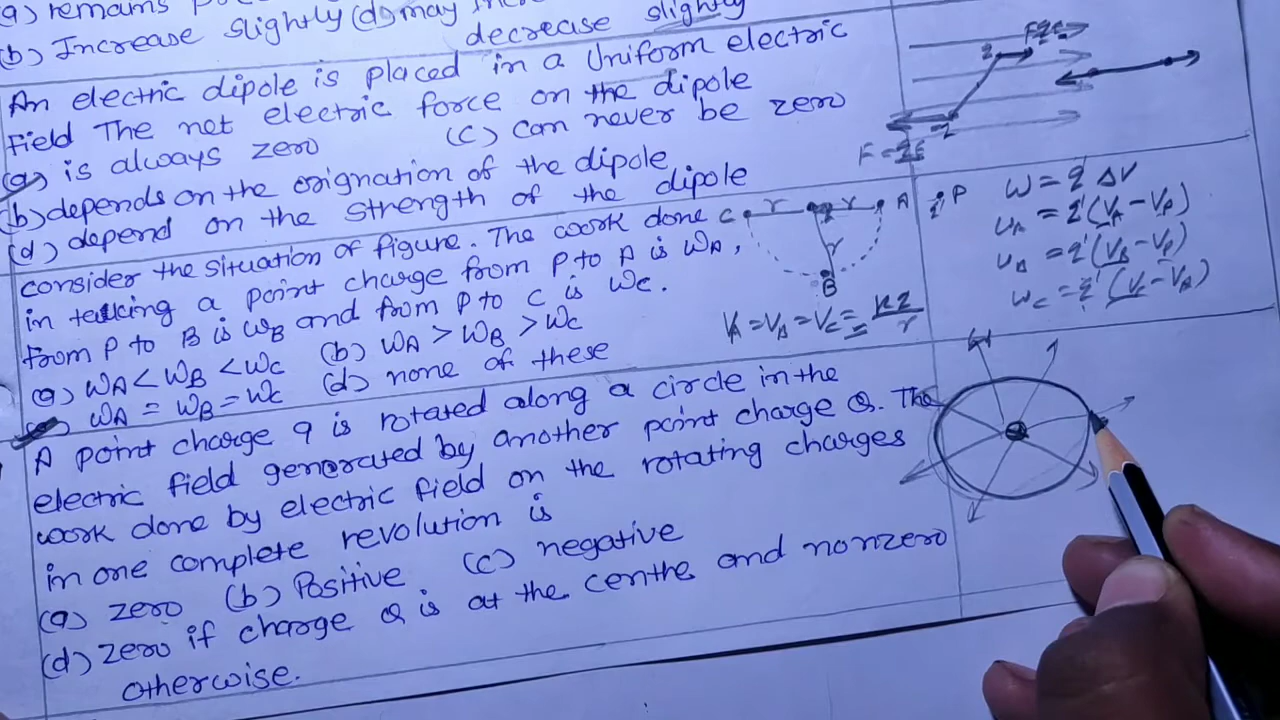 (a) remains
(b) Increase slightly (d) may
decrease slightly
An electric dipole is placed in a Uniform electric
field The net electric force on the dipole
(a) is always zero (c) can never be zero
(b) depends on the orignation of the dipole
(d) depend on the strength of the dipole
consider the situation of figure. The work done
in taking a point charge from P to A is WA,
from P to B is WB and from P to C is Wc.
(a) WA < WB < Wc (b) WA > WB > Wc
WA = WB = Wc (d) none of these
A point charge q is rotated along a circle in the
electric field generated by another point charge Q. The
work done by electric field on the rotating charges
in one complete revolution is
(a) zero (b) Positive (c) negative
(d) zero if charge Q is at the centhe and nonzero
otherwise.
F = qE
C r r A P
r
B
VA = VB = VC = Kq/r
W = q ΔV